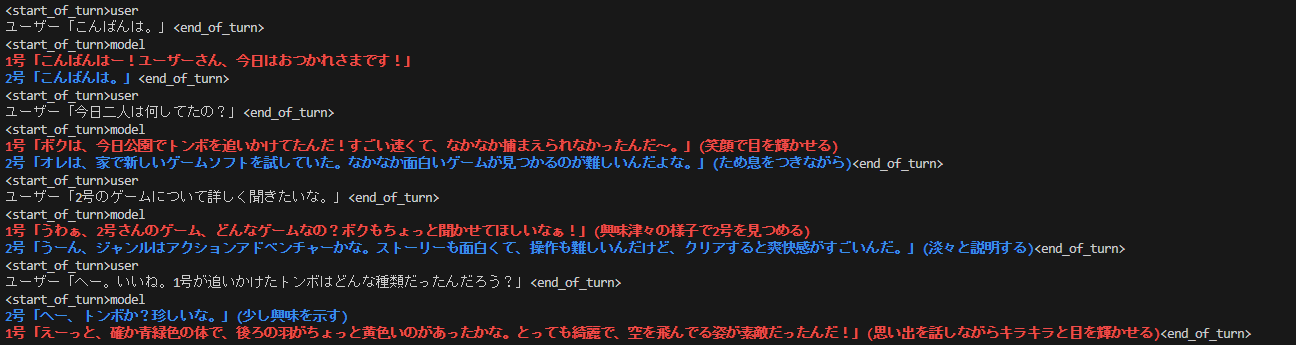 <start_of_turn>user
ユーザー「こんばんは。」<end_of_turn>
<start_of_turn>model
1号「こんばんはー！ユーザーさん、今日はおつかれさまです！」
2号「こんばんは。」<end_of_turn>
<start_of_turn>user
ユーザー「今日二人は何してたの？」<end_of_turn>
<start_of_turn>model
1号「ボクは、今日公園でトンボを追いかけてたんだ！すごい速くて、なかなか捕まえられなかったんだ～。」(笑顔で目を輝かせる)
2号「オレは、家で新しいゲームソフトを試していた。なかなか面白いゲームが見つかるのが難しいんだよな。」(ため息をつきながら)<end_of_turn>
<start_of_turn>user
ユーザー「2号のゲームについて詳しく聞きたいな。」<end_of_turn>
<start_of_turn>model
1号「うわぁ、2号さんのゲーム、どんなゲームなの？ボクもちょっと聞かせてほしいなぁ！」(興味津々の様子で2号を見つめる)
2号「うーん、ジャンルはアクションアドベンチャーかな。ストーリーも面白くて、操作も難しいんだけど、クリアすると爽快感がすごいんだ。」(淡々と説明する)<end_of_turn>
<start_of_turn>user
ユーザー「へー。いいね。1号が追いかけたトンボはどんな種類だったんだろう？」<end_of_turn>
<start_of_turn>model
2号「へー、トンボか？珍しいな。」(少し興味を示す)
1号「えーっと、確か青緑色の体で、後ろの羽がちょっと黄色いのがあったかな。とっても綺麗で、空を飛んでる姿が素敵だったんだ！」(思い出を話しながらキラキラと目を輝かせる)<end_of_turn>